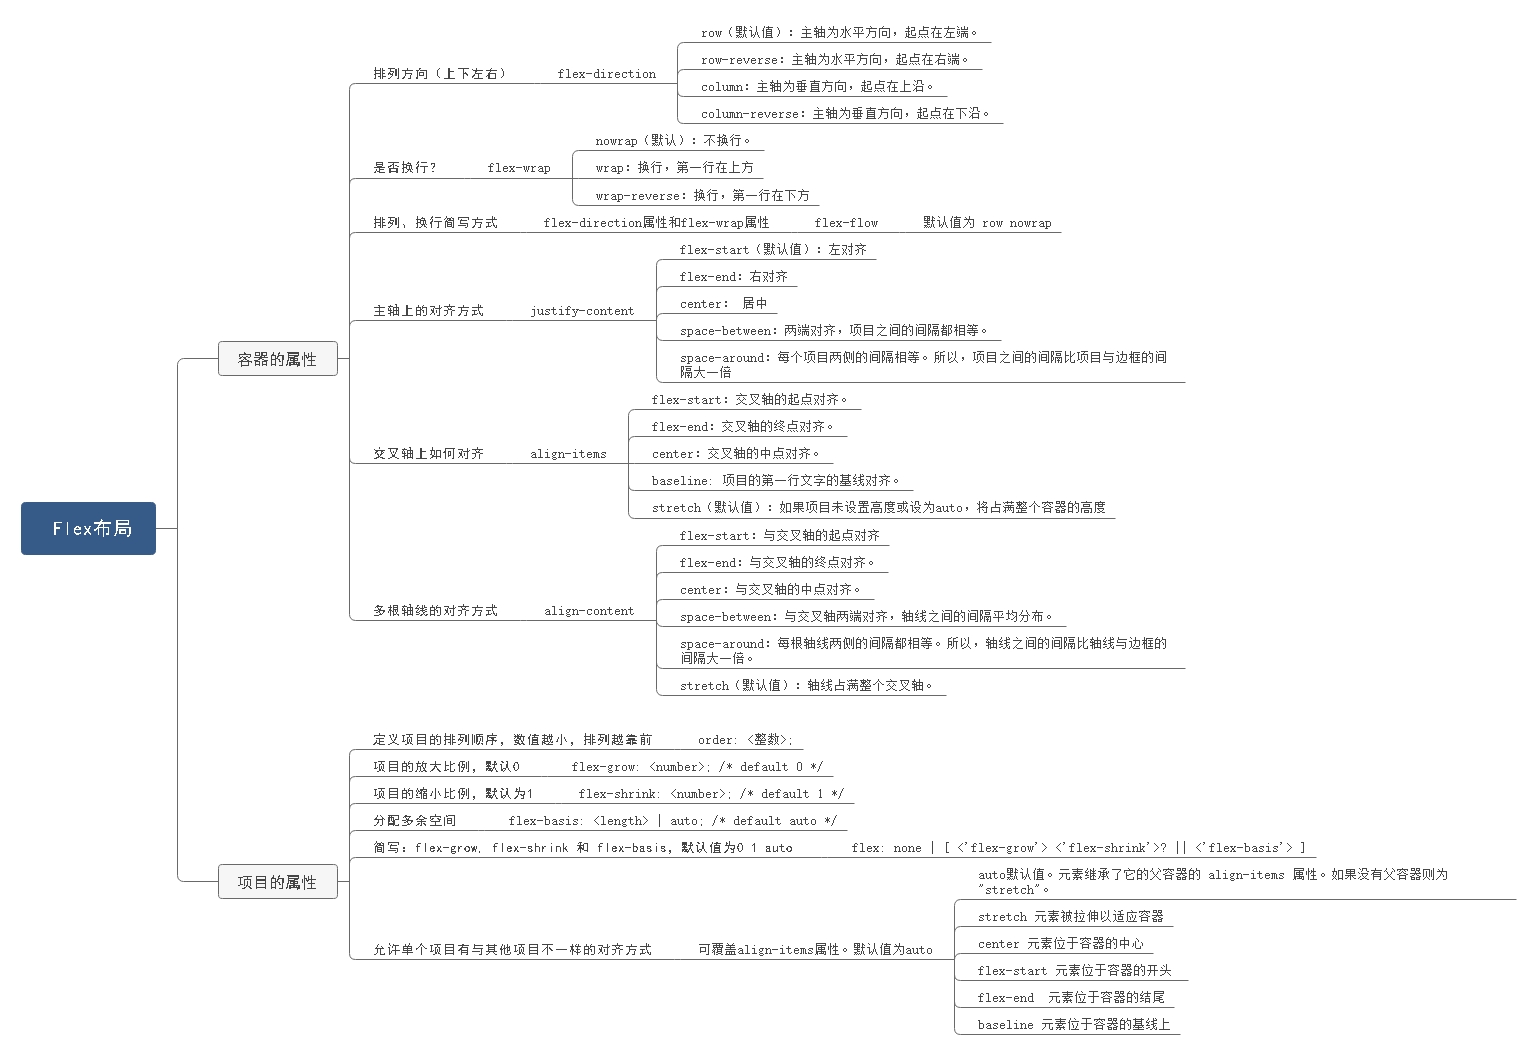 Flex布局
容器的属性
排列方向（上下左右）
flex-direction
row（默认值）：主轴为水平方向，起点在左端。
row-reverse：主轴为水平方向，起点在右端。
column：主轴为垂直方向，起点在上沿。
column-reverse：主轴为垂直方向，起点在下沿。
是否换行？
flex-wrap
nowrap（默认）：不换行。
wrap：换行，第一行在上方
wrap-reverse：换行，第一行在下方
排列、换行简写方式
flex-direction属性和flex-wrap属性
flex-flow
默认值为 row nowrap
主轴上的对齐方式
justify-content
flex-start（默认值）：左对齐
flex-end：右对齐
center： 居中
space-between：两端对齐，项目之间的间隔都相等。
space-around：每个项目两侧的间隔相等。所以，项目之间的间隔比项目与边框的间
隔大一倍
交叉轴上如何对齐
align-items
flex-start：交叉轴的起点对齐。
flex-end：交叉轴的终点对齐。
center：交叉轴的中点对齐。
baseline: 项目的第一行文字的基线对齐。
stretch（默认值）：如果项目未设置高度或设为auto，将占满整个容器的高度
多根轴线的对齐方式
align-content
flex-start：与交叉轴的起点对齐
flex-end：与交叉轴的终点对齐。
center：与交叉轴的中点对齐。
space-between：与交叉轴两端对齐，轴线之间的间隔平均分布。
space-around：每根轴线两侧的间隔都相等。所以，轴线之间的间隔比轴线与边框的
间隔大一倍。
stretch（默认值）：轴线占满整个交叉轴。
项目的属性
定义项目的排列顺序，数值越小，排列越靠前
order: <整数>;
项目的放大比例，默认0
flex-grow: <number>; /* default 0 */
项目的缩小比例，默认为1
flex-shrink: <number>; /* default 1 */
分配多余空间
flex-basis: <length> | auto; /* default auto */
简写：flex-grow, flex-shrink 和 flex-basis，默认值为0 1 auto
flex: none | [ <'flex-grow'> <'flex-shrink'>? || <'flex-basis'> ]
允许单个项目有与其他项目不一样的对齐方式
可覆盖align-items属性。默认值为auto
auto默认值。元素继承了它的父容器的 align-items 属性。如果没有父容器则为
"stretch"。
stretch 元素被拉伸以适应容器
center 元素位于容器的中心
flex-start 元素位于容器的开头
flex-end  元素位于容器的结尾
baseline 元素位于容器的基线上